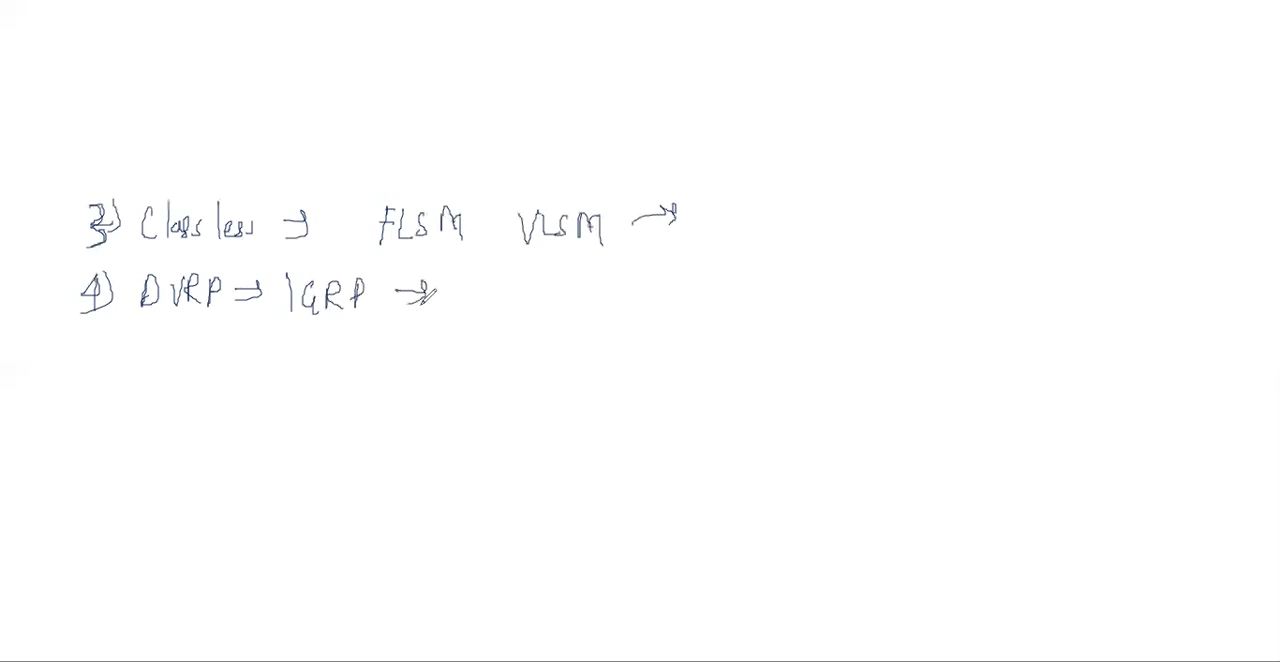 3) Classless → FLSM VLSM →
4) DVRP → IGRP →